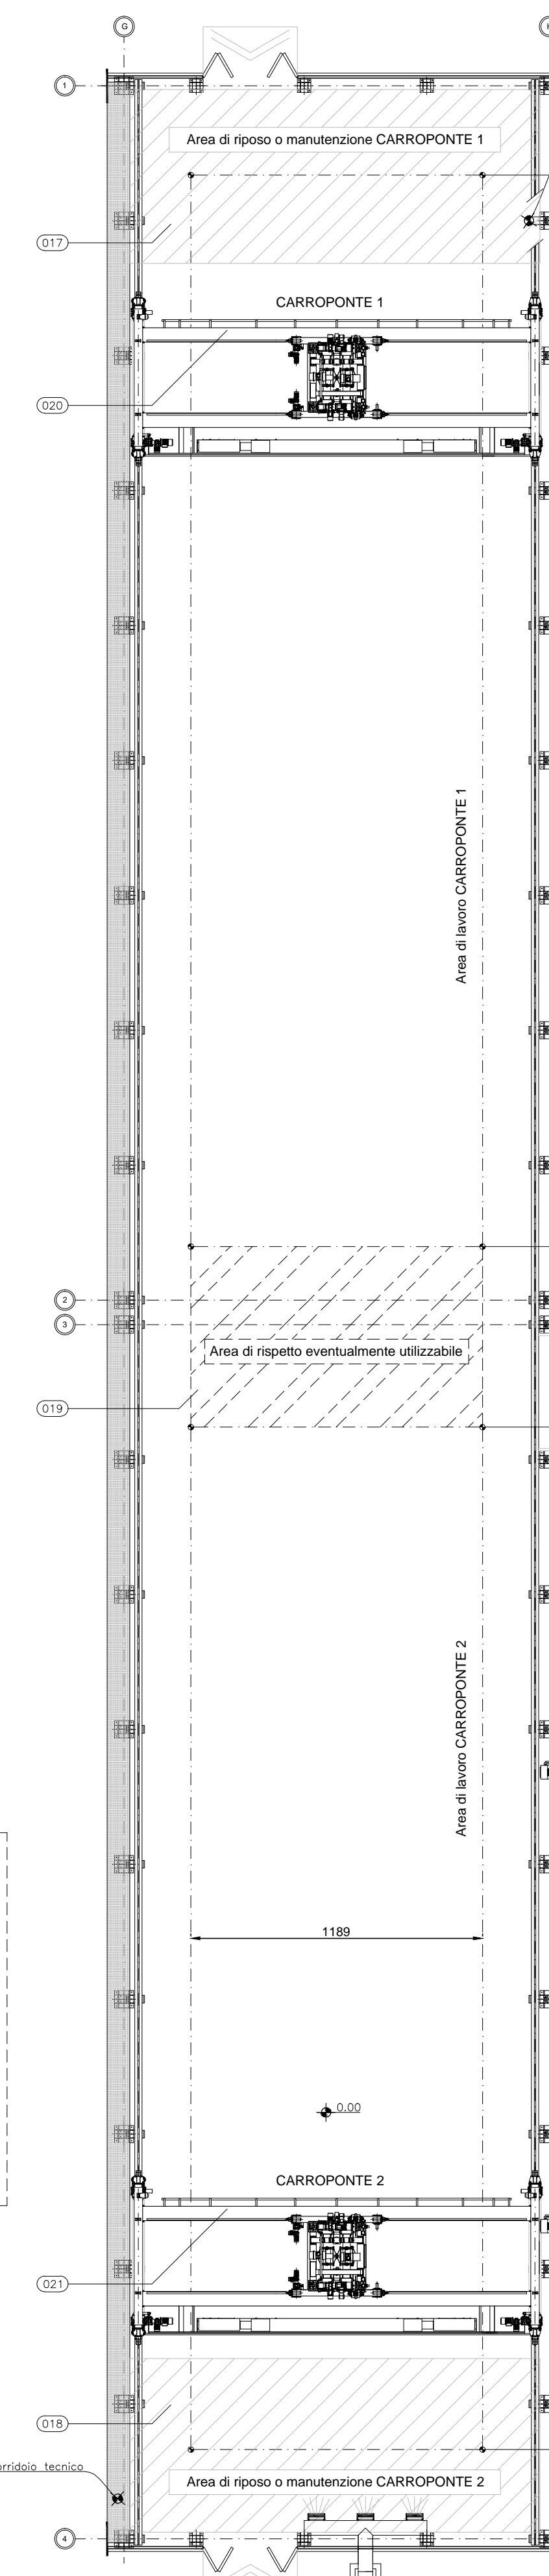 G
1
Area di riposo o manutenzione CARROPONTE 1
017
CARROPONTE 1
020
Area di lavoro CARROPONTE 1
2
3
Area di rispetto eventualmente utilizzabile
019
Area di lavoro CARROPONTE 2
1189
0.00
CARROPONTE 2
021
018
orridoio tecnico
Area di riposo o manutenzione CARROPONTE 2
4